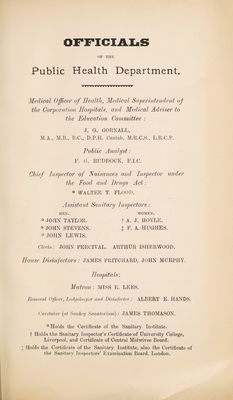 OFFICIALS
OF THE
Public Health Department.
Medical Officer of Health, Medical Superintendent of
the Corporation Hospitals, and Medical Adviser to
the Education Committee :
J. G. GORNALL,
M.A., M.B., B.C., D.P.H. Cantab, M.R.C.S., L.R.C.P.
Public Analyst :
F. G. RUDDOCK, F.I.C.
Chief Inspector of Nuisances and Inspector under
the Food and Drugs Act :
* WALTER T. FLOOD.
Assistant Sanitary Inspectors :
MEN. WOMEN.
* JOHN TAYLOR. † A. J. HOYLE.
* JOHN STEVENS. ‡ F. A. HUGHES.
* JOHN LEWIS.
Clerks : JOHN PERCIVAL. ARTHUR ISHERWOOD.
House Disinfectors : JAMES PRITCHARD, JOHN MURPHY.
Hospitals :
Matron : MISS E. LEES.
Removal Officer, Lodgekeeper and Disinfector : ALBERT E. HANDS.
Caretaker (at Sankey Sanatorium) : JAMES THOMASON.
* Holds the Certificate of the Sanitary Institute.
† Holds the Sanitary Inspector's Certificate of University College,
Liverpool, and Certificate of Central Midwives Board.
‡ Holds the Certificate of the Sanitary Institute, also the Certificate of
the Sanitary Inspectors' Examination Board, London.